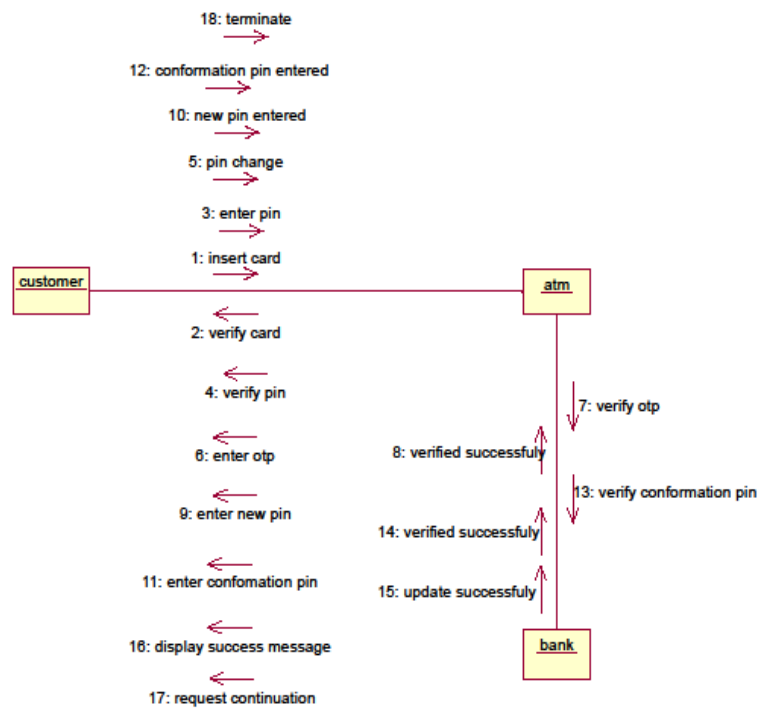 18: terminate
12: conformation pin entered
10: new pin entered
5: pin change
3: enter pin
1: insert card
customer
atm
2: verify card
4: verify pin
7: verify otp
6: enter otp
8: verified successfuly
9: enter new pin
13: verify conformation pin
14: verified successfuly
11: enter confomation pin
15: update successfuly
16: display success message
bank
17: request continuation